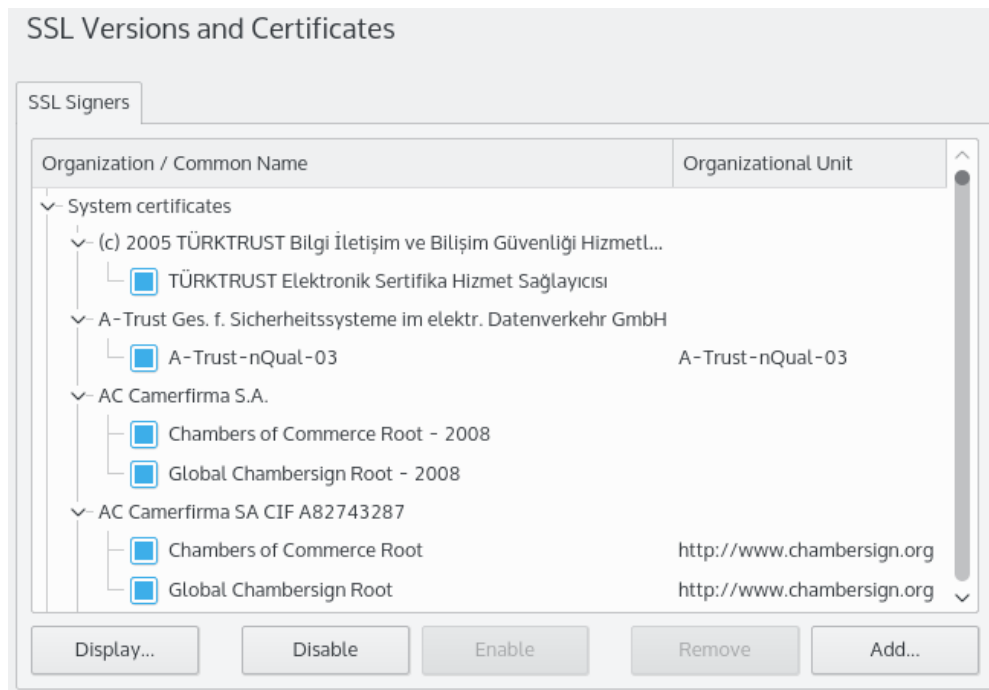 SSL Versions and Certificates
SSL Signers
Organization / Common Name Organizational Unit
System certificates
(c) 2005 TÜRKTRUST Bilgi İletişim ve Bilişim Güvenliği Hizmetl...
TÜRKTRUST Elektronik Sertifika Hizmet Sağlayıcısı
A-Trust Ges. f. Sicherheitssysteme im elektr. Datenverkehr GmbH
A-Trust-nQual-03 A-Trust-nQual-03
AC Camerfirma S.A.
Chambers of Commerce Root - 2008
Global Chambersign Root - 2008
AC Camerfirma SA CIF A82743287
Chambers of Commerce Root http://www.chambersign.org
Global Chambersign Root http://www.chambersign.org
Display... Disable Enable Remove Add...